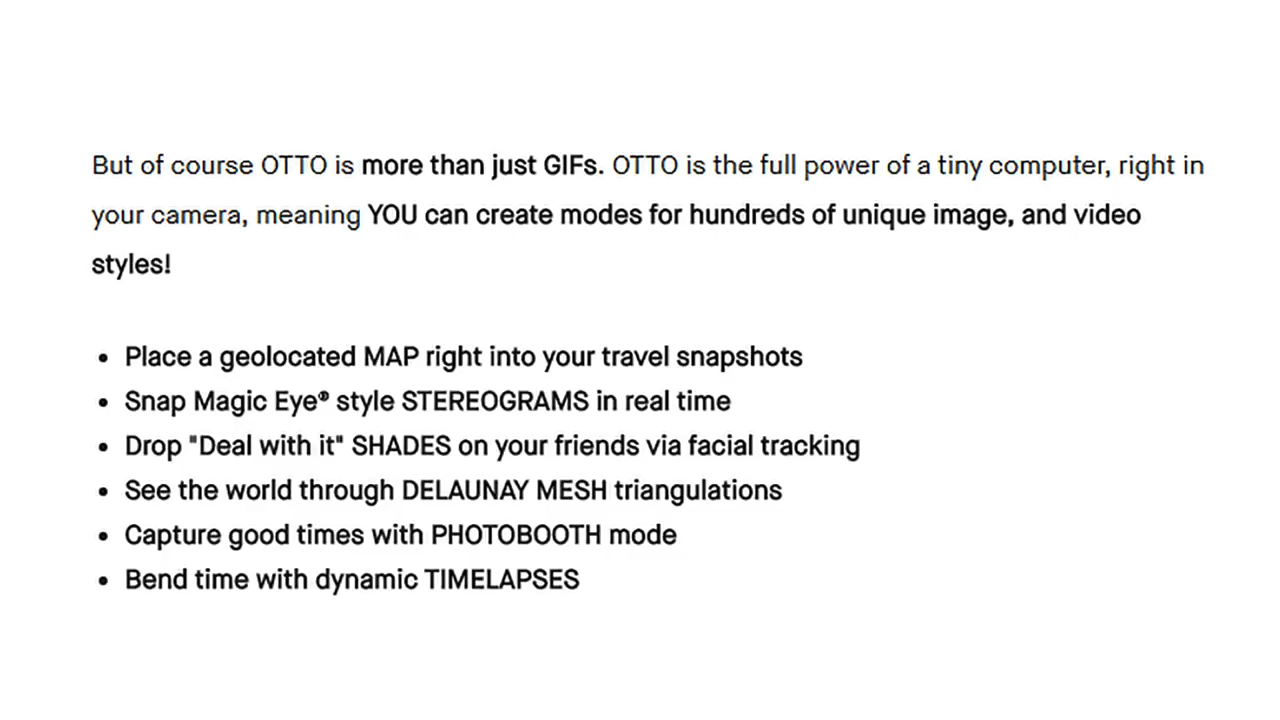 But of course OTTO is more than just GIFs. OTTO is the full power of a tiny computer, right in
your camera, meaning YOU can create modes for hundreds of unique image, and video
styles!
• Place a geolocated MAP right into your travel snapshots
• Snap Magic Eye® style STEREOGRAMS in real time
• Drop "Deal with it" SHADES on your friends via facial tracking
• See the world through DELAUNAY MESH triangulations
• Capture good times with PHOTOBOOTH mode
• Bend time with dynamic TIMELAPSES